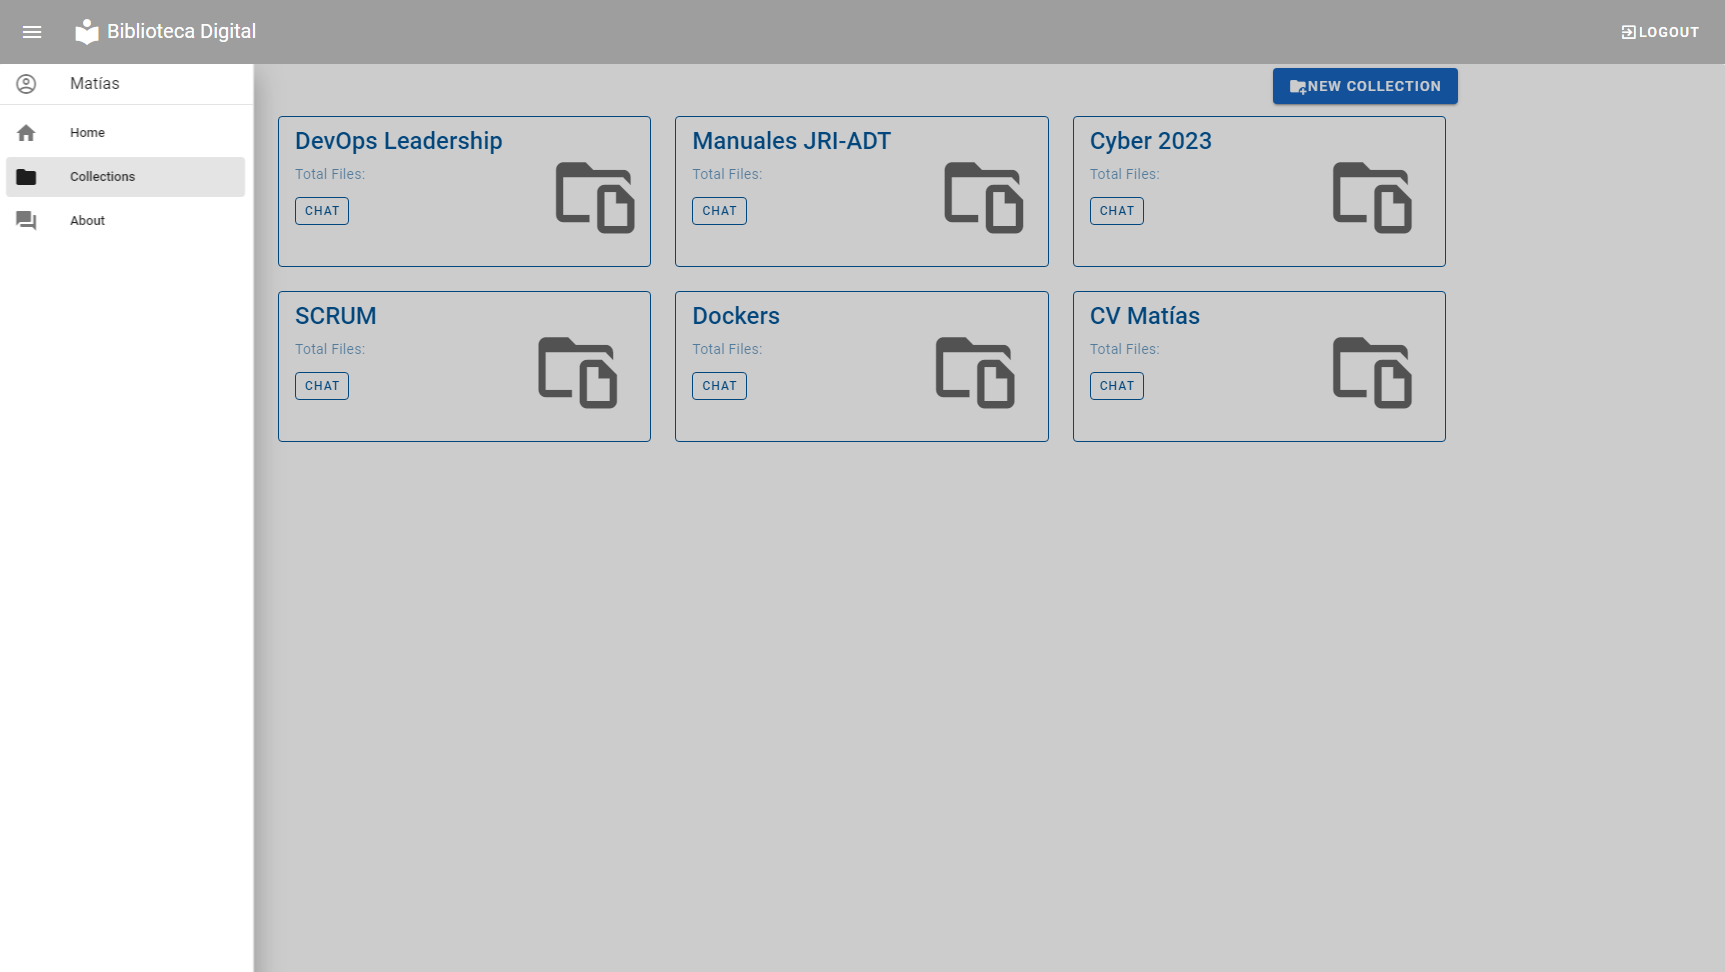 Biblioteca Digital
LOGOUT
Matías
Home
Collections
About
NEW COLLECTION
DevOps Leadership
Total Files:
CHAT
Manuales JRI-ADT
Total Files:
CHAT
Cyber 2023
Total Files:
CHAT
SCRUM
Total Files:
CHAT
Dockers
Total Files:
CHAT
CV Matías
Total Files:
CHAT